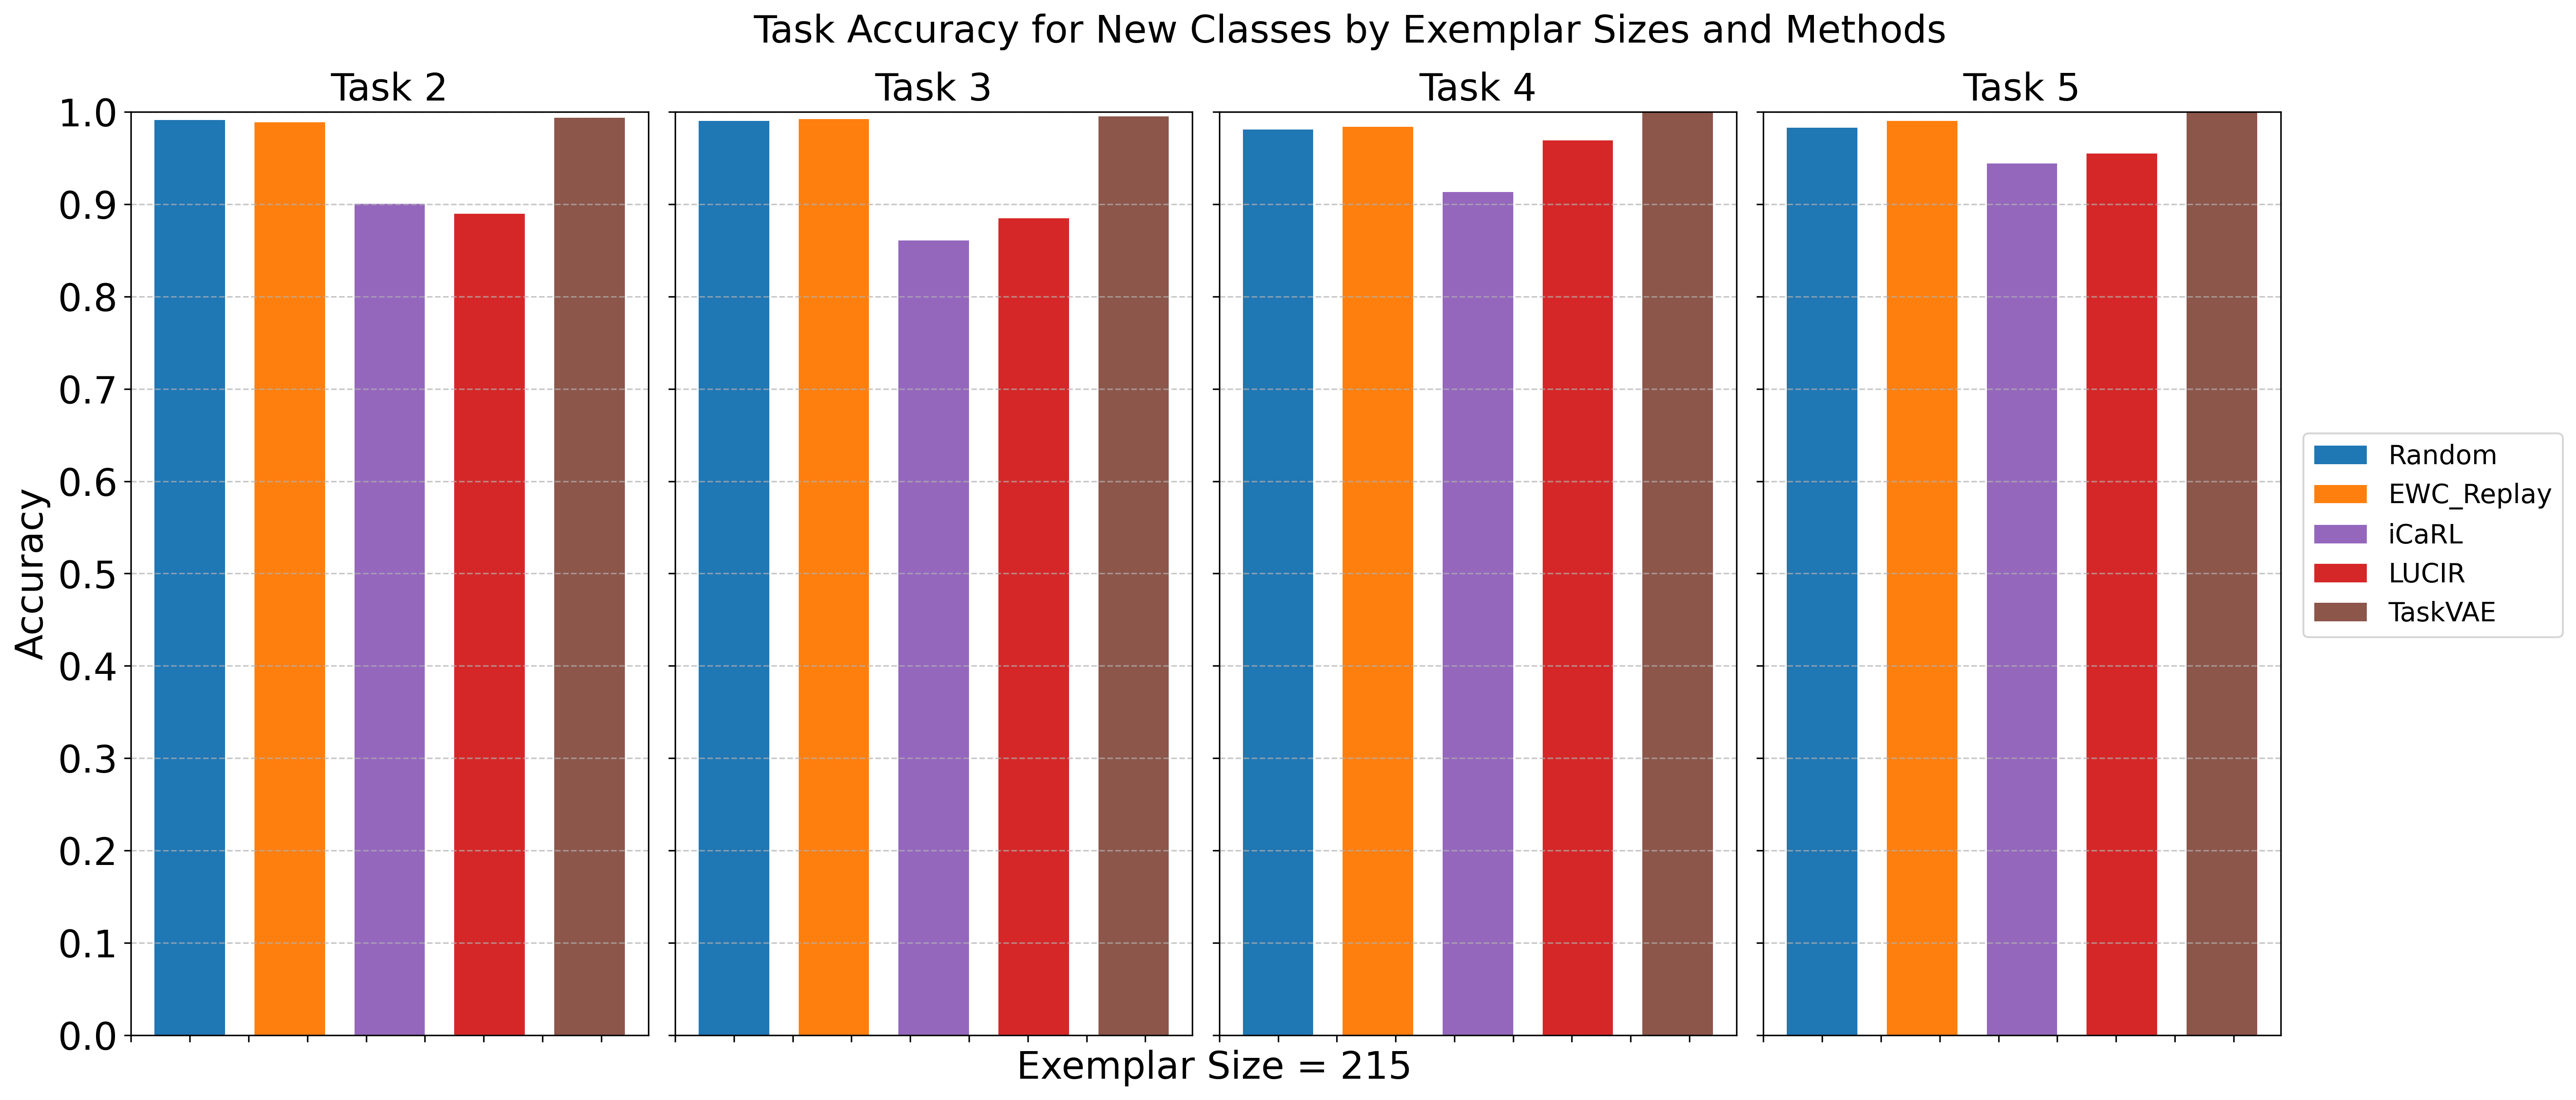 Task Accuracy for New Classes by Exemplar Sizes and Methods
Task 2
Task 3
Task 4
Task 5
1.0
0.9
0.8
0.7
0.6
0.5
0.4
0.3
0.2
0.1
0.0
Accuracy
Exemplar Size = 215
Random
EWC_Replay
iCaRL
LUCIR
TaskVAE